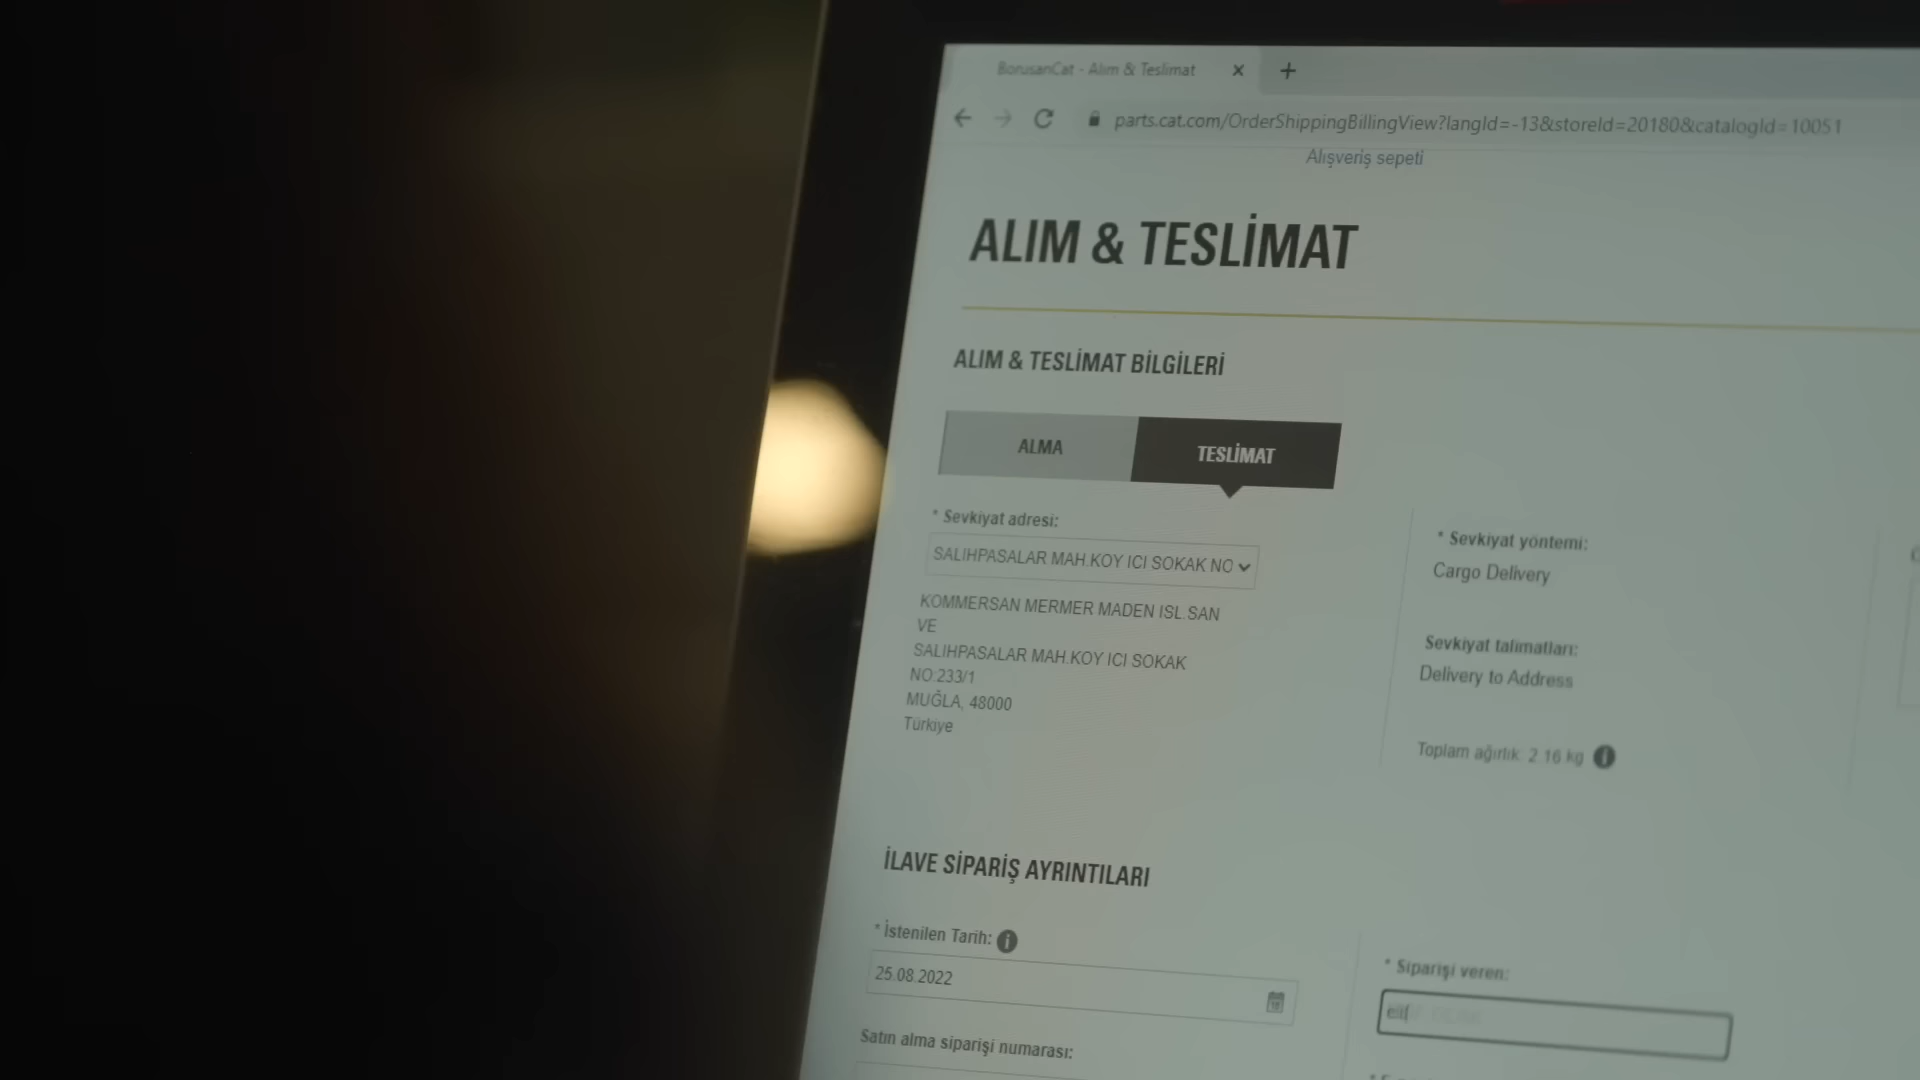 BorusanCat - Alım & Teslimat
parts.cat.com/OrderShippingBillingView?langId=-13&storeId=20180&catalogId=10051
Alışveriş sepeti
ALIM & TESLİMAT
ALIM & TESLİMAT BİLGİLERİ
ALMA
TESLİMAT
* Sevkiyat adresi:
SALIHPASALAR MAH.KOY ICI SOKAK NO
KOMMERSAN MERMER MADEN ISL.SAN
VE
SALIHPASALAR MAH.KOY ICI SOKAK
NO:233/1
MUĞLA, 48000
Türkiye
* Sevkiyat yöntemi:
Cargo Delivery
Sevkiyat talimatları:
Delivery to Address
Toplam ağırlık: 2.16 kg
İLAVE SİPARİŞ AYRINTILARI
* İstenilen Tarih:
25.08.2022
* Siparişi veren:
elif
Satın alma siparişi numarası: